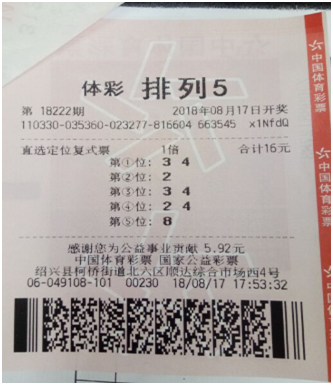 体彩 排列5
第 18222期 2018年08月17日开奖
110330-035360-023277-816604 663545 x1NfdQ
直选定位复式票 1倍 合计16元
第①位: 3 4
第②位: 2
第③位: 3 4
第④位: 2 4
第⑤位: 8
感谢您为公益事业贡献 5.92元
中国体育彩票 国家公益彩票
绍兴县柯桥街道北六区顺达综合市场西4号
06-049108-101 00230 18/08/17 17:53:32
中国体育彩票
中国体育彩票